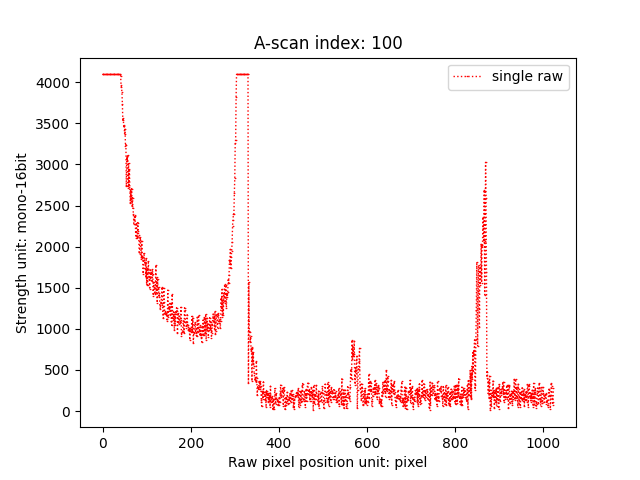 A-scan index: 100
single raw
Strength unit: mono-16bit
4000
3500
3000
2500
2000
1500
1000
500
0
0 200 400 600 800 1000
Raw pixel position unit: pixel